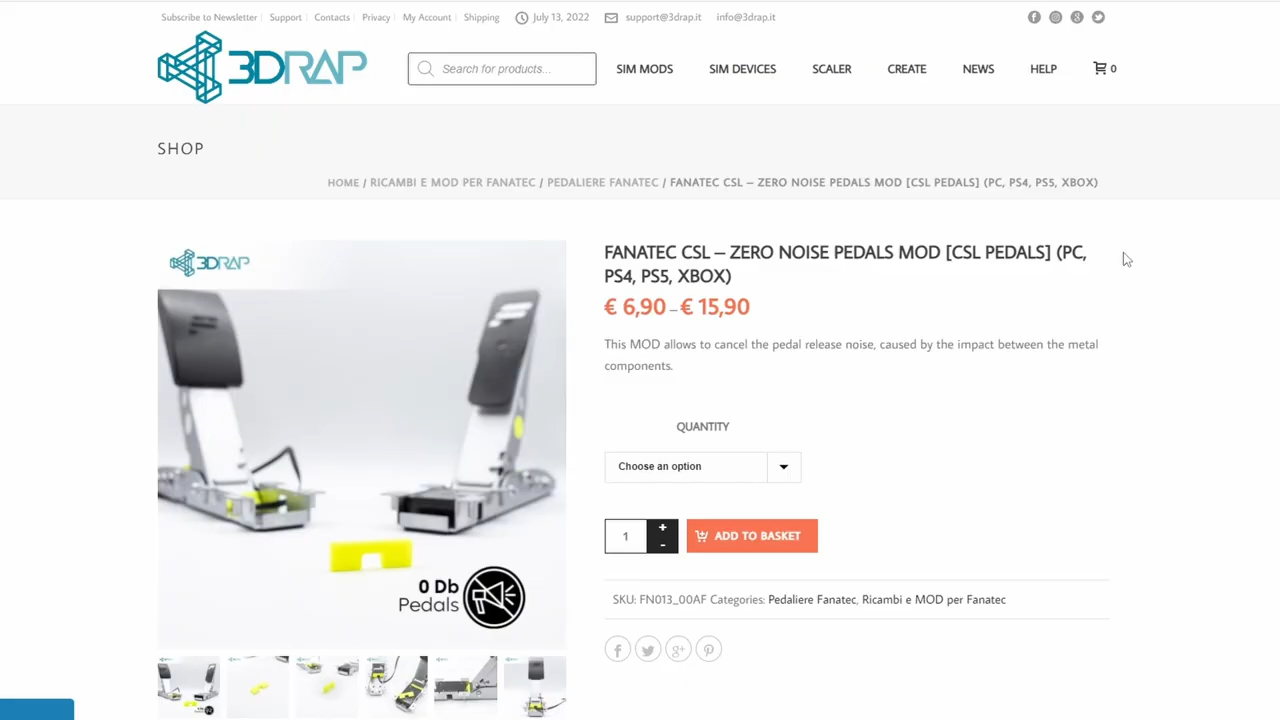 Subscribe to Newsletter | Support | Contacts | Privacy | My Account | Shipping July 13, 2022 support@3drap.it info@3drap.it
3DRAP
Search for products...
SIM MODS SIM DEVICES SCALER CREATE NEWS HELP 0
SHOP
HOME / RICAMBI E MOD PER FANATEC / PEDALIERE FANATEC / FANATEC CSL – ZERO NOISE PEDALS MOD [CSL PEDALS] (PC, PS4, PS5, XBOX)
3DRAP
0 Db
Pedals
FANATEC CSL – ZERO NOISE PEDALS MOD [CSL PEDALS] (PC,
PS4, PS5, XBOX)
€ 6,90 – € 15,90
This MOD allows to cancel the pedal release noise, caused by the impact between the metal
components.
QUANTITY
Choose an option
1 + -
ADD TO BASKET
SKU: FN013_00AF Categories: Pedaliere Fanatec, Ricambi e MOD per Fanatec